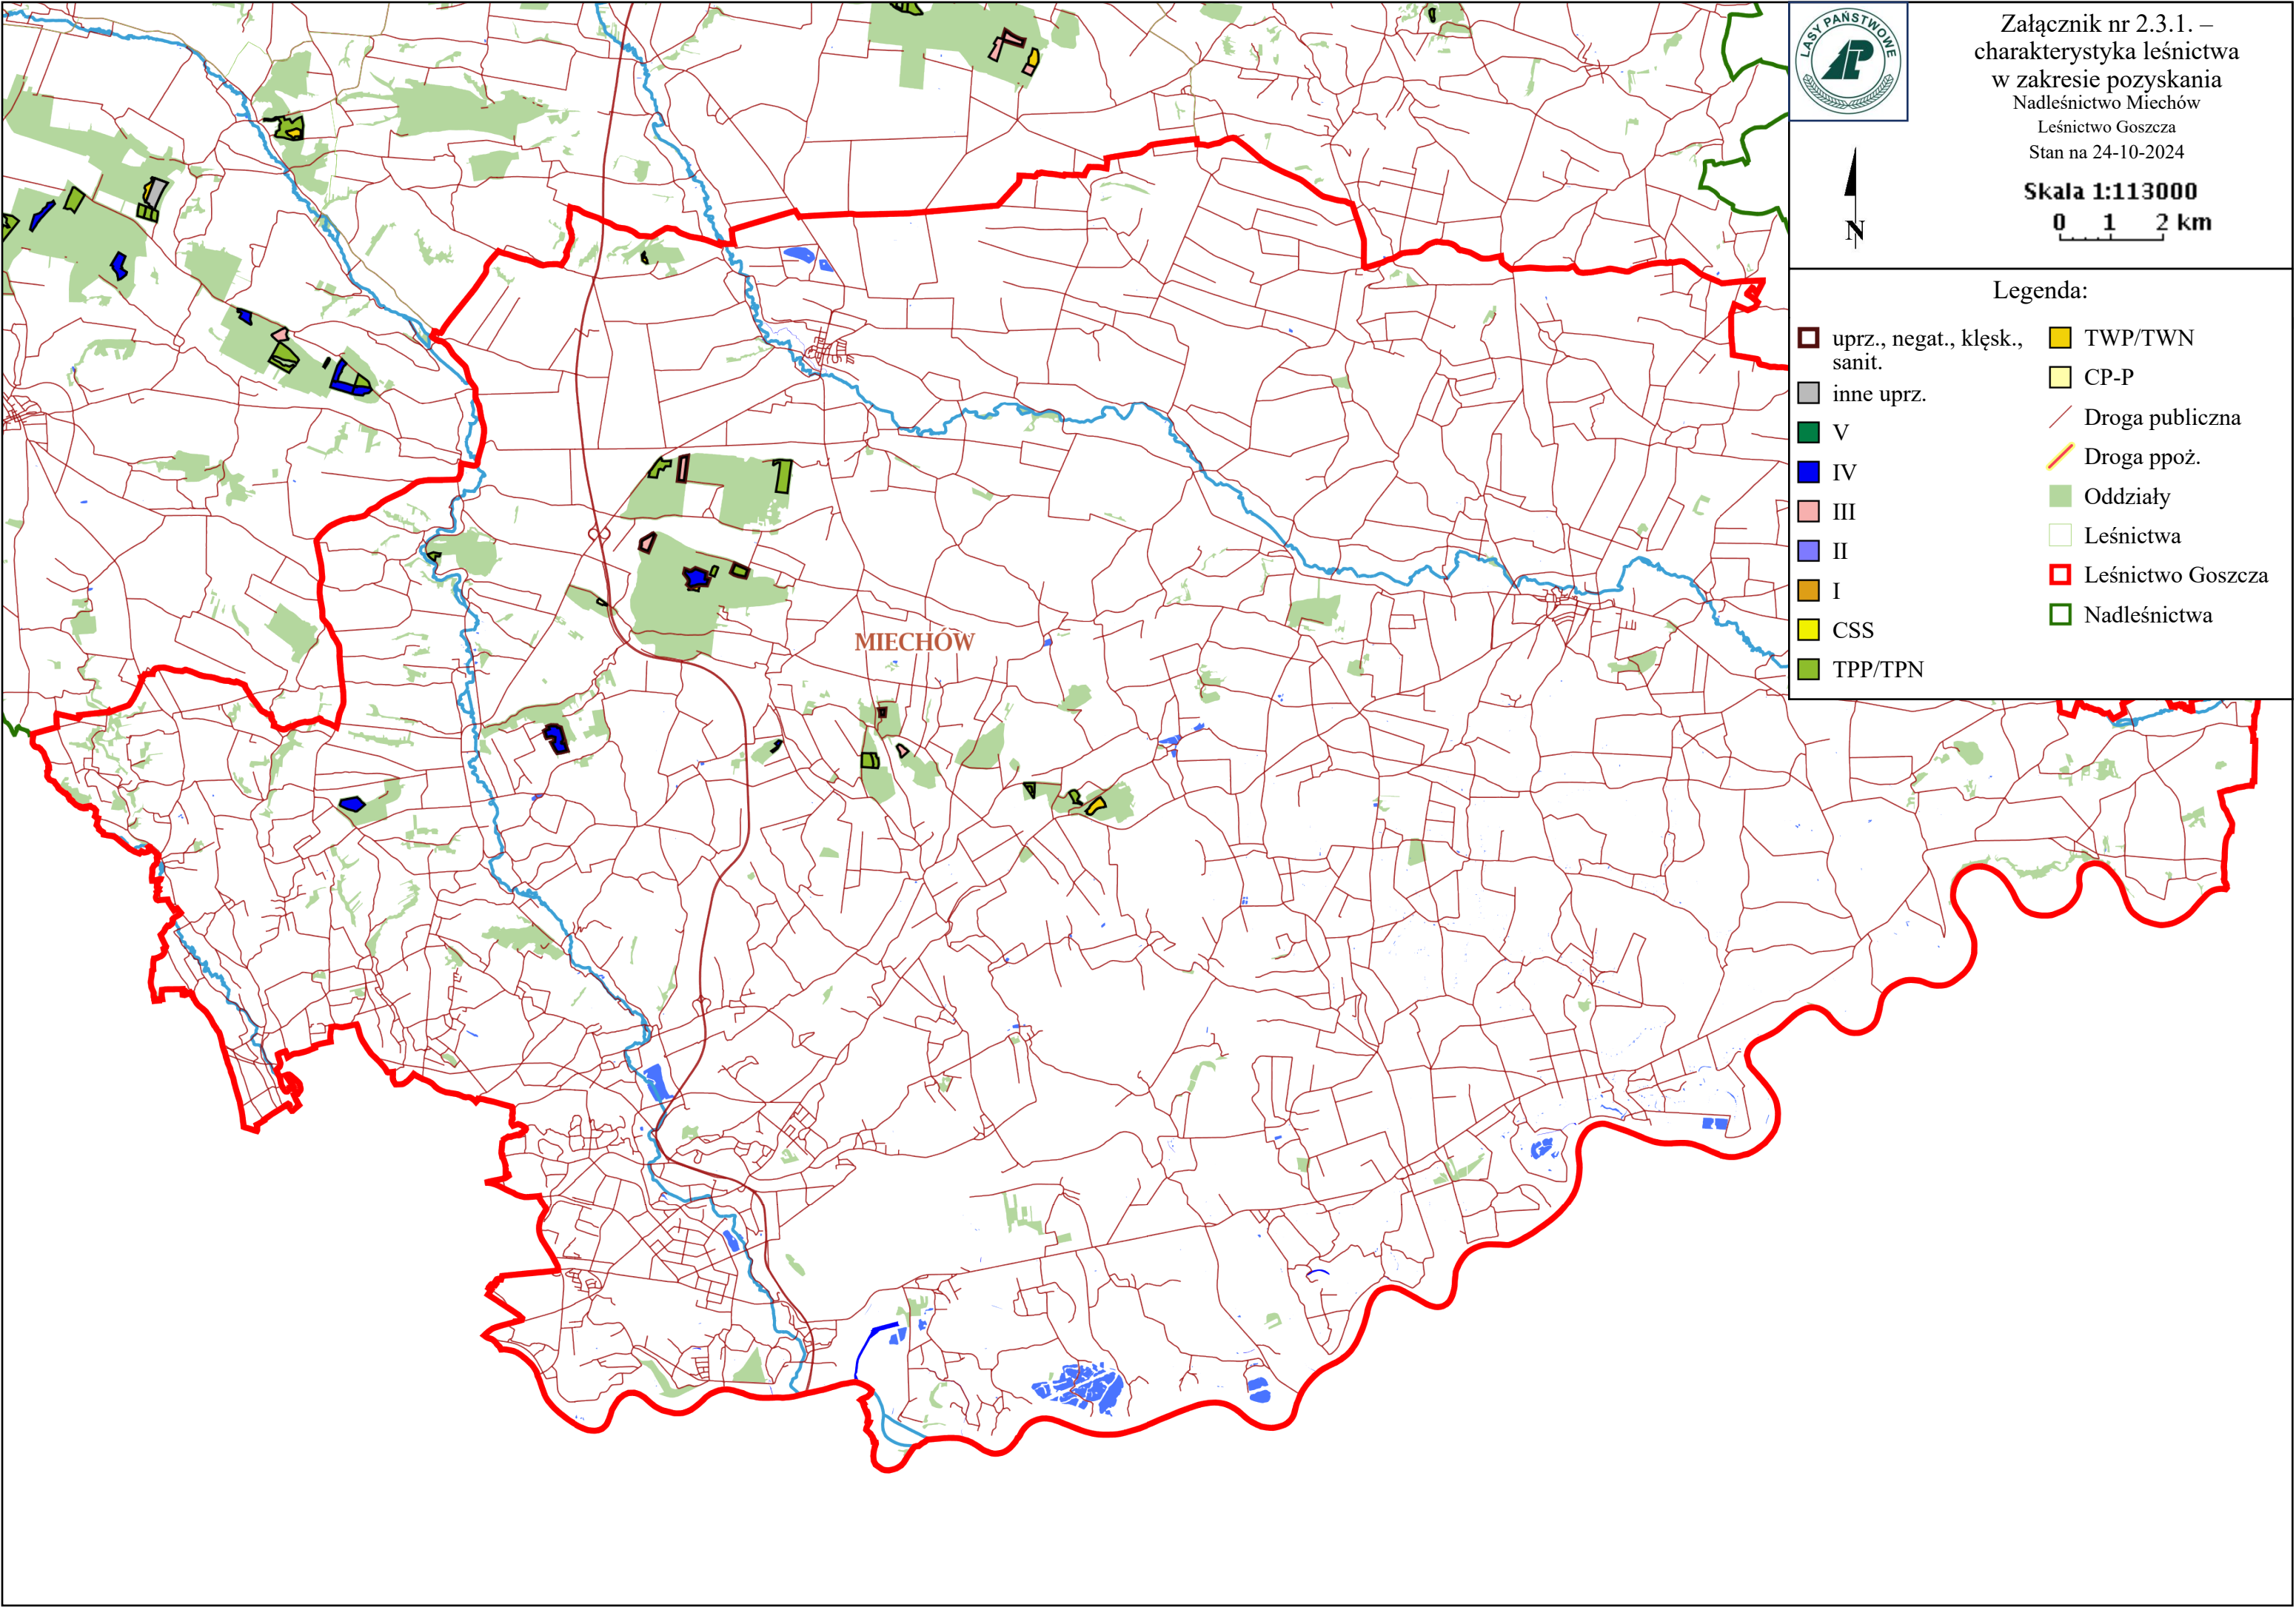 LASY PAŃSTWOWE
Załącznik nr 2.3.1. –
charakterystyka leśnictwa
w zakresie pozyskania
Nadleśnictwo Miechów
Leśnictwo Goszcza
Stan na 24-10-2024
Skala 1:113000
0 1 2 km
N
Legenda:
uprz., negat., klęsk.,
sanit.
inne uprz.
V
IV
III
II
I
CSS
TPP/TPN
TWP/TWN
CP-P
Droga publiczna
Droga ppoż.
Oddziały
Leśnictwa
Leśnictwo Goszcza
Nadleśnictwa
MIECHÓW